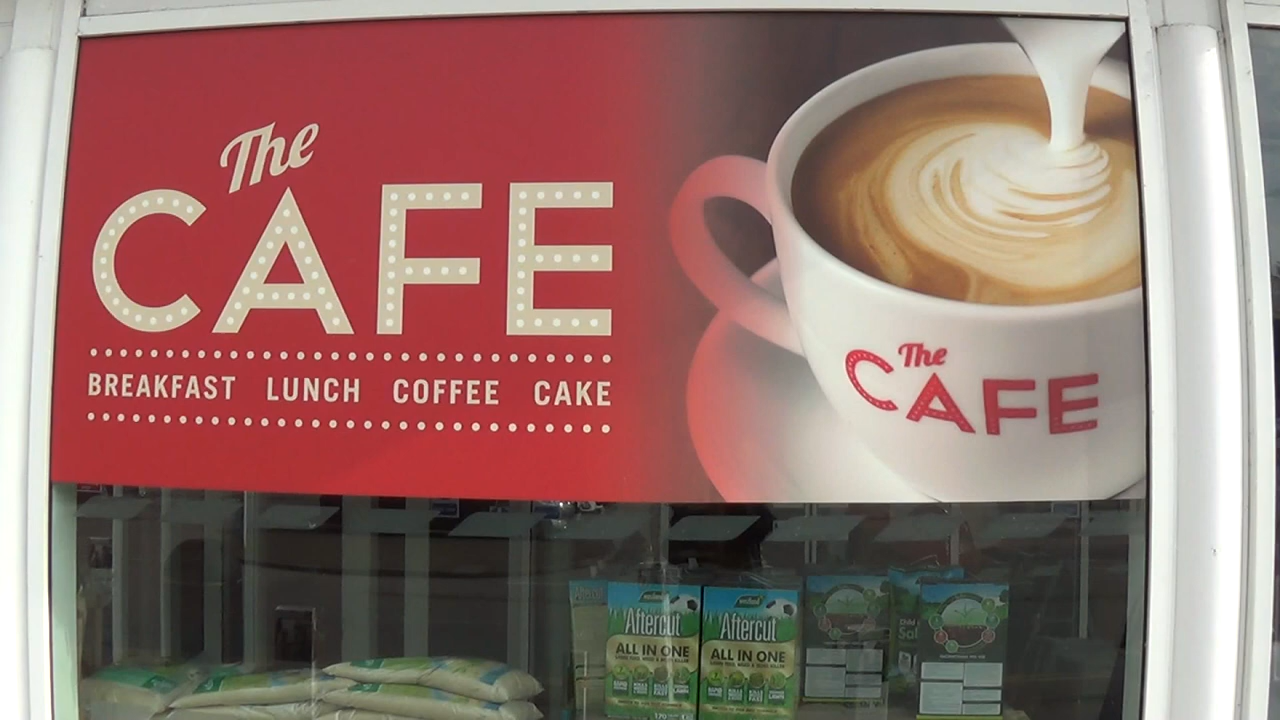 The
CAFE
BREAKFAST LUNCH COFFEE CAKE
The
CAFE
Aftercut
ALL IN ONE
Aftercut
ALL IN ONE